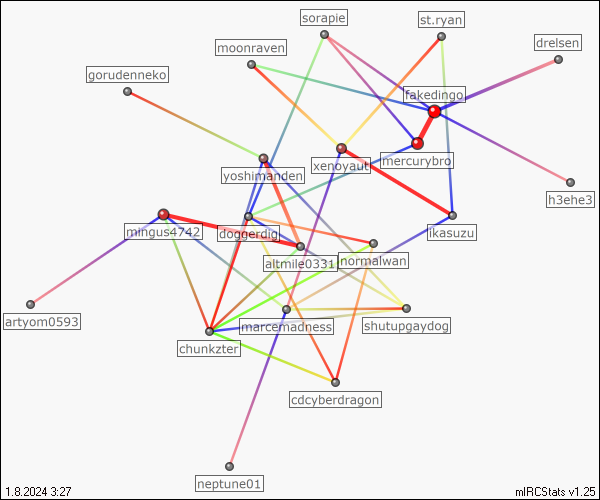 sorapie
st.ryan
moonraven
drelsen
gorudenneko
fakedingo
xenoyaut
mercurybro
yoshimanden
h3ehe3
mingus4742
doggerdig
ikasuzu
altmile0331
normalwan
artyom0593
marcemadness
shutupgaydog
chunkzter
cdcyberdragon
neptune01
1.8.2024 3:27
mIRCStats v1.25